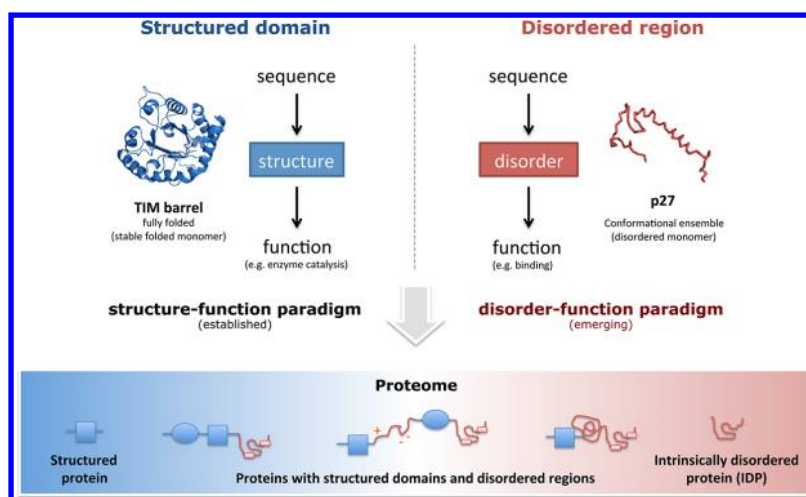 Structured domain
Disordered region
sequence
sequence
structure
disorder
TIM barrel
fully folded
(stable folded monomer)
p27
Conformational ensemble
(disordered monomer)
function
(e.g. enzyme catalysis)
function
(e.g. binding)
structure-function paradigm
(established)
disorder-function paradigm
(emerging)
Proteome
+
- -
Structured
protein
Proteins with structured domains and disordered regions
Intrinsically disordered
protein (IDP)